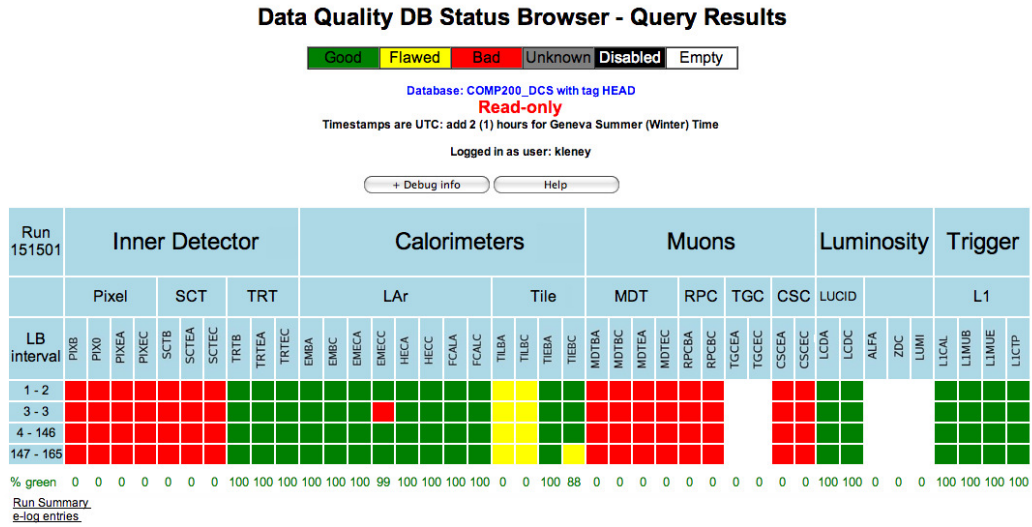 Data Quality DB Status Browser - Query Results
Good Flawed Bad Unknown Disabled Empty
Database: COMP200_DCS with tag HEAD
Read-only
Timestamps are UTC: add 2 (1) hours for Geneva Summer (Winter) Time
Logged in as user: kleney
+ Debug info Help
Run 151501 Inner Detector Calorimeters Muons Luminosity Trigger
Pixel SCT TRT LAr Tile MDT RPC TGC CSC LUCID L1
LB interval PIXB PIX0 PIXEA PIXEC SCTB SCTEA SCTEC TRTB TRTEA TRTEC EMBA EMBC EMECA EMECC HECA HECC FCALA FCALC TILBA TILBC TIEBA TIEBC MDTBA MDTBC MDTEA MDTEC RPCBA RPCBC TGCEA TGCEC CSCEA CSCEC LCDA LCDC ALFA ZDC LUMI L1CAL L1MUB L1MUE L1CTP
1 - 2
3 - 3
4 - 146
147 - 165
% green 0 0 0 0 0 0 0 100 100 100 100 100 100 99 100 100 100 100 0 0 100 88 0 0 0 0 0 0 0 0 0 0 100 100 0 0 0 100 100 100 100
Run Summary
e-log entries